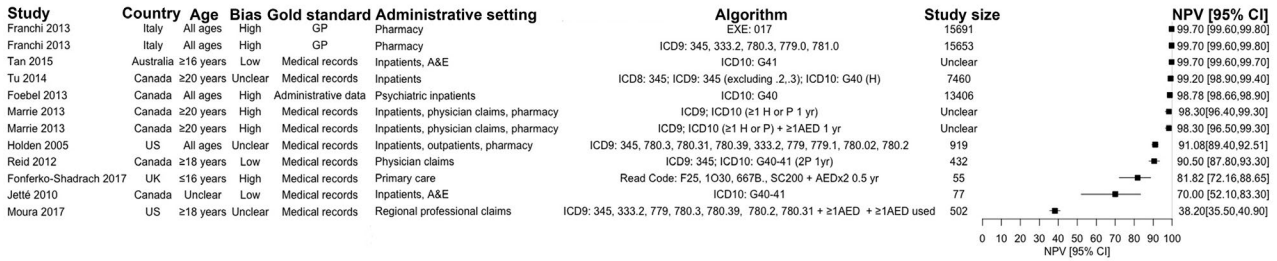 Study Country Age Bias Gold standard Administrative setting Algorithm Study size NPV [95% CI]
Franchi 2013 Italy All ages High GP Pharmacy EXE: 017 15691 99.70 [99.60;99.80]
Franchi 2013 Italy All ages High GP Pharmacy ICD9: 345, 333.2, 780.3, 779.0, 781.0 15653 99.70 [99.60;99.80]
Tan 2015 Australia ≥16 years Low Medical records Inpatients, A&E ICD10: G41 Unclear 99.70 [99.60;99.70]
Tu 2014 Canada ≥20 years Unclear Medical records Inpatients ICD8: 345; ICD9: 345 (excluding .2,.3); ICD10: G40 (H) 7460 99.20 [98.90;99.40]
Foebel 2013 Canada All ages High Administrative data Psychiatric inpatients ICD10: G40 13406 98.78 [98.66;98.90]
Marrie 2013 Canada ≥20 years High Medical records Inpatients, physician claims, pharmacy ICD9; ICD10 (≥1 H or P 1 yr) Unclear 98.30[96.40;99.30]
Marrie 2013 Canada ≥20 years High Medical records Inpatients, physician claims, pharmacy ICD9; ICD10 (≥1 H or P) + ≥1AED 1 yr Unclear 98.30 [96.50;99.30]
Holden 2005 US All ages Unclear Medical records Inpatients, outpatients, pharmacy ICD9: 345, 780.3, 780.31, 780.39, 333.2, 779, 779.1, 780.02, 780.2 919 91.08[89.40;92.51]
Reid 2012 Canada ≥18 years Low Medical records Physician claims ICD9: 345; ICD10: G40-41 (2P 1yr) 432 90.50 [87.80;93.30]
Fonferko-Shadrach 2017 UK ≤16 years High Medical records Primary care Read Code: F25, 1O30, 667B., SC200 + AEDx2 0.5 yr 55 81.82 [72.16;88.65]
Jetté 2010 Canada Unclear Low Medical records Inpatients, A&E ICD10: G40-41 77 70.00 [52.10;83.30]
Moura 2017 US ≥18 years Unclear Medical records Regional professional claims ICD9: 345, 333.2, 779, 780.3, 780.39, 780.2, 780.31 + ≥1AED + ≥1AED used 502 38.20[35.50;40.90]
0 10 20 30 40 50 60 70 80 90 100
NPV [95% CI]